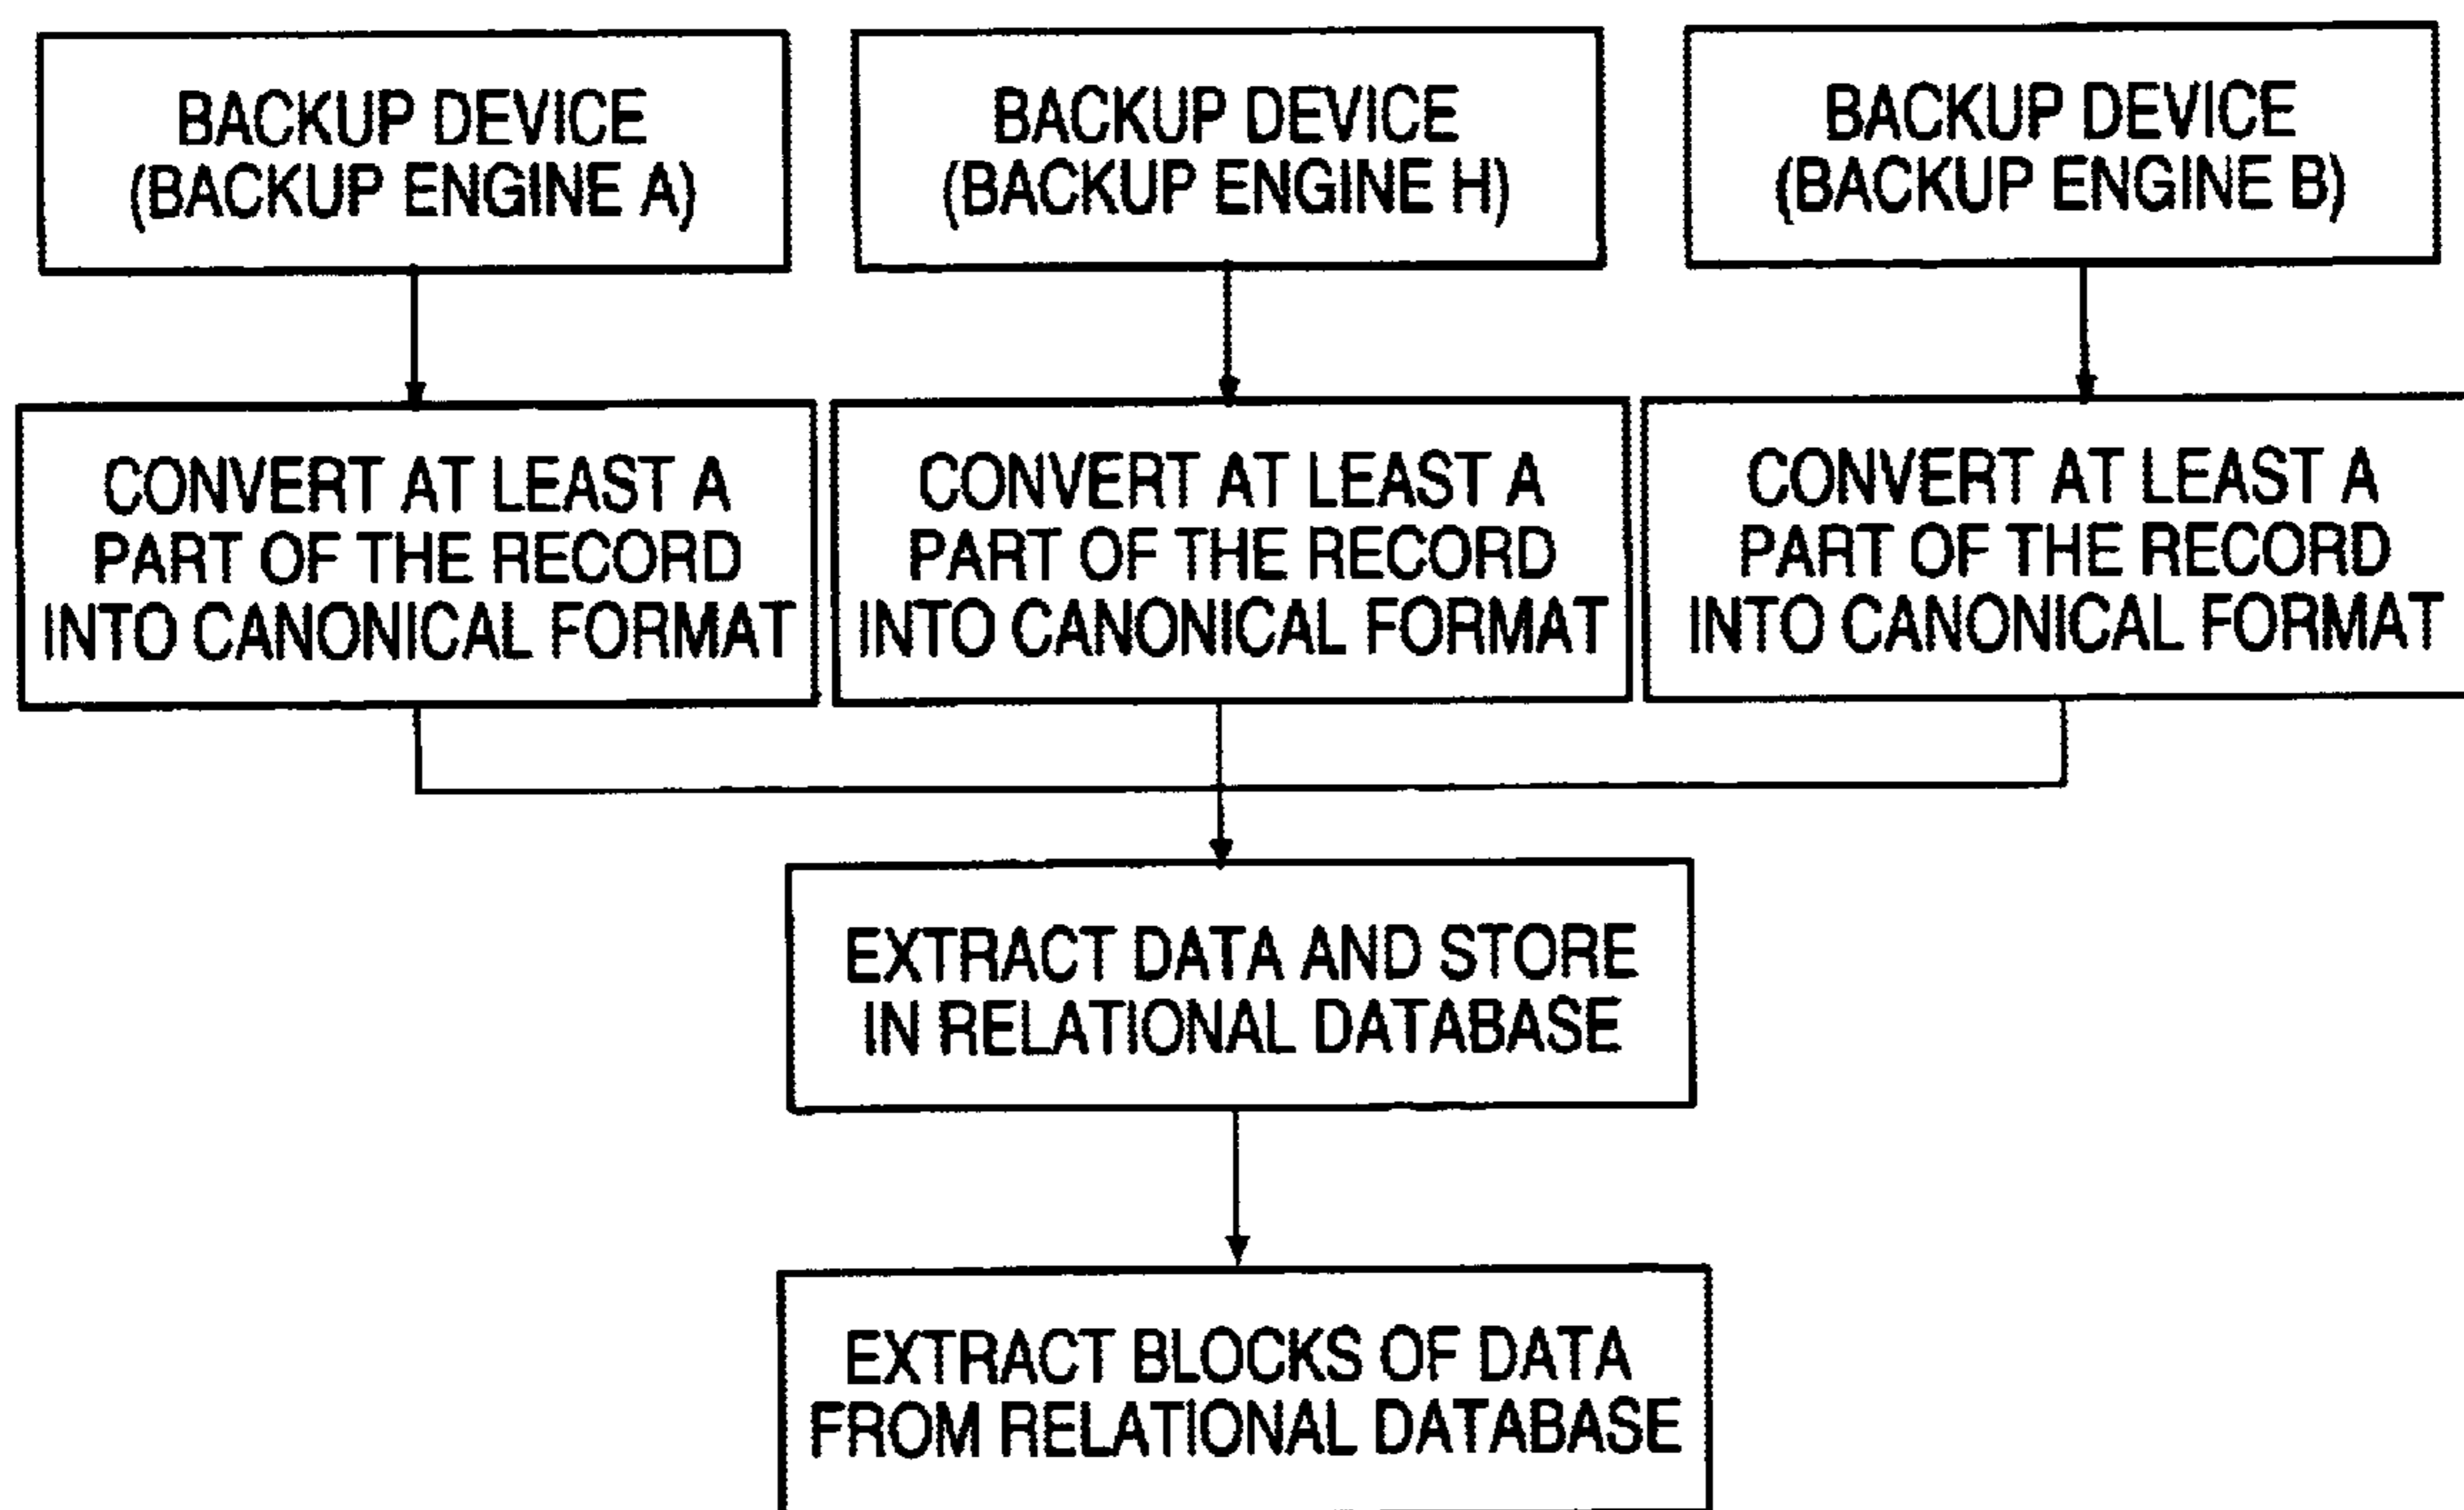 BACKUP DEVICE
(BACKUP ENGINE A)
BACKUP DEVICE
(BACKUP ENGINE H)
BACKUP DEVICE
(BACKUP ENGINE B)
CONVERT AT LEAST A
PART OF THE RECORD
INTO CANONICAL FORMAT
CONVERT AT LEAST A
PART OF THE RECORD
INTO CANONICAL FORMAT
CONVERT AT LEAST A
PART OF THE RECORD
INTO CANONICAL FORMAT
EXTRACT DATA AND STORE
IN RELATIONAL DATABASE
EXTRACT BLOCKS OF DATA
FROM RELATIONAL DATABASE